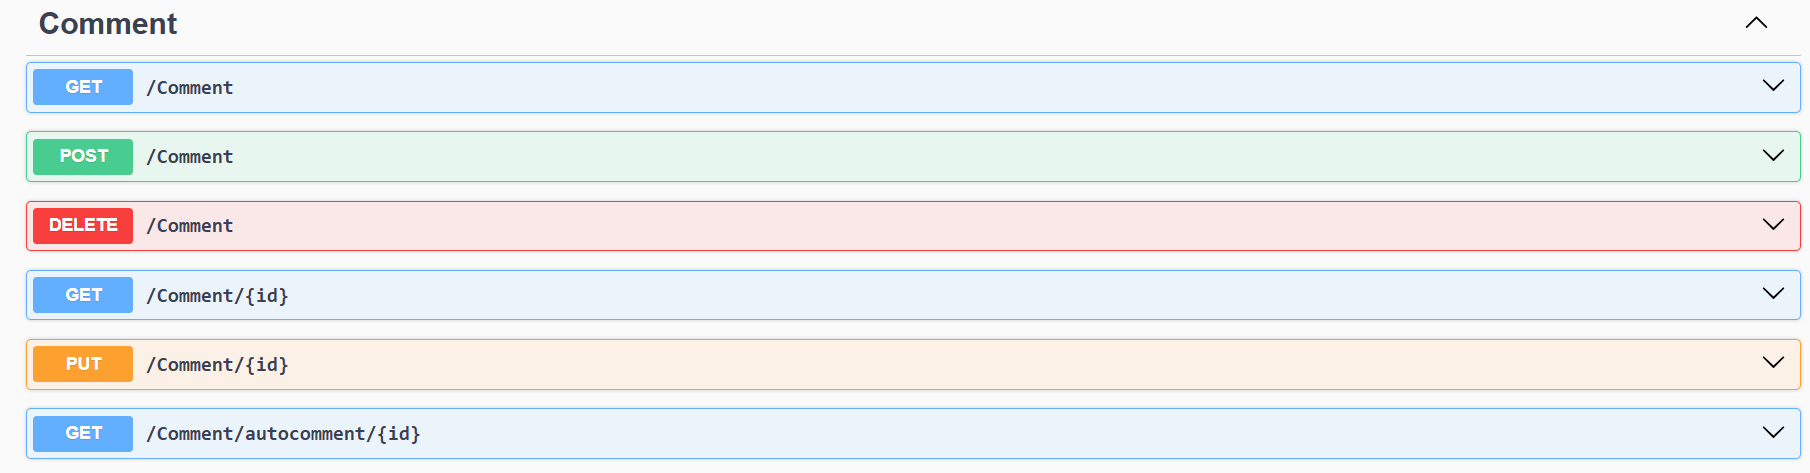 Comment
GET /Comment
POST /Comment
DELETE /Comment
GET /Comment/{id}
PUT /Comment/{id}
GET /Comment/autocomment/{id}